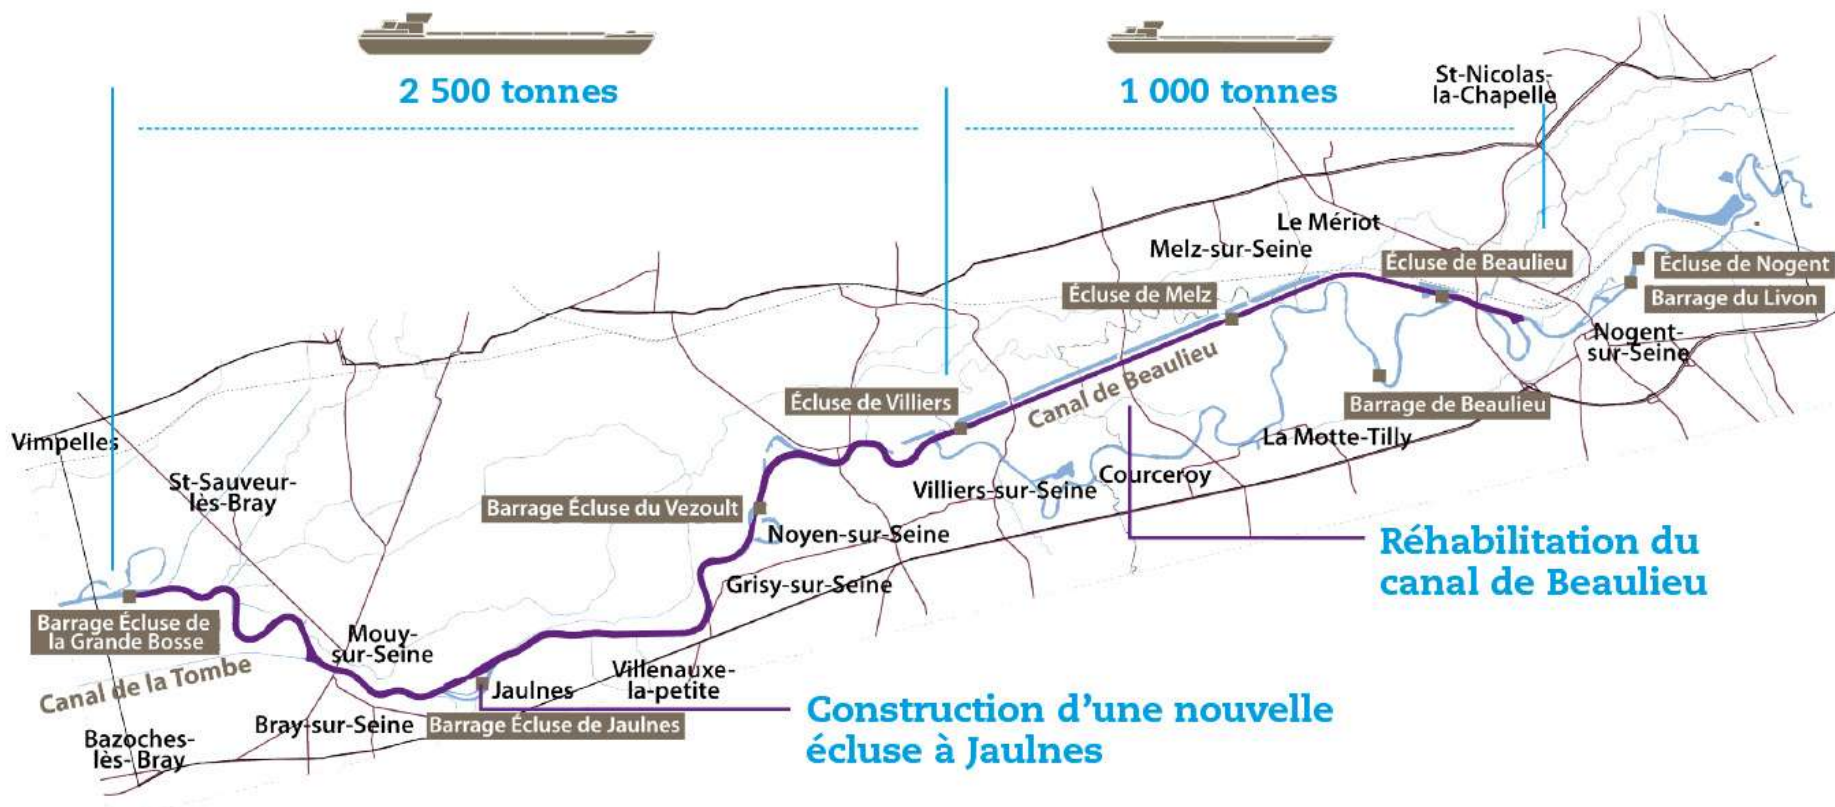 2 500 tonnes
1 000 tonnes
St-Nicolas-
la-Chapelle
Le Mériot
Melz-sur-Seine
Écluse de Beaulieu
Écluse de Nogent
Écluse de Melz
Barrage du Livon
Nogent-
sur-Seine
Canal de Beaulieu
Écluse de Villiers
Barrage de Beaulieu
Vimpelles
La Motte-Tilly
St-Sauveur-
lès-Bray
Courceroy
Villiers-sur-Seine
Barrage Écluse du Vezoult
Noyen-sur-Seine
Réhabilitation du
canal de Beaulieu
Grisy-sur-Seine
Barrage Écluse de
la Grande Bosse
Mouy-
sur-Seine
Canal de la Tombe
Villenauxe-
la-petite
Jaulnes
Bray-sur-Seine
Barrage Écluse de Jaulnes
Construction d’une nouvelle
écluse à Jaulnes
Bazoches-
lès- Bray